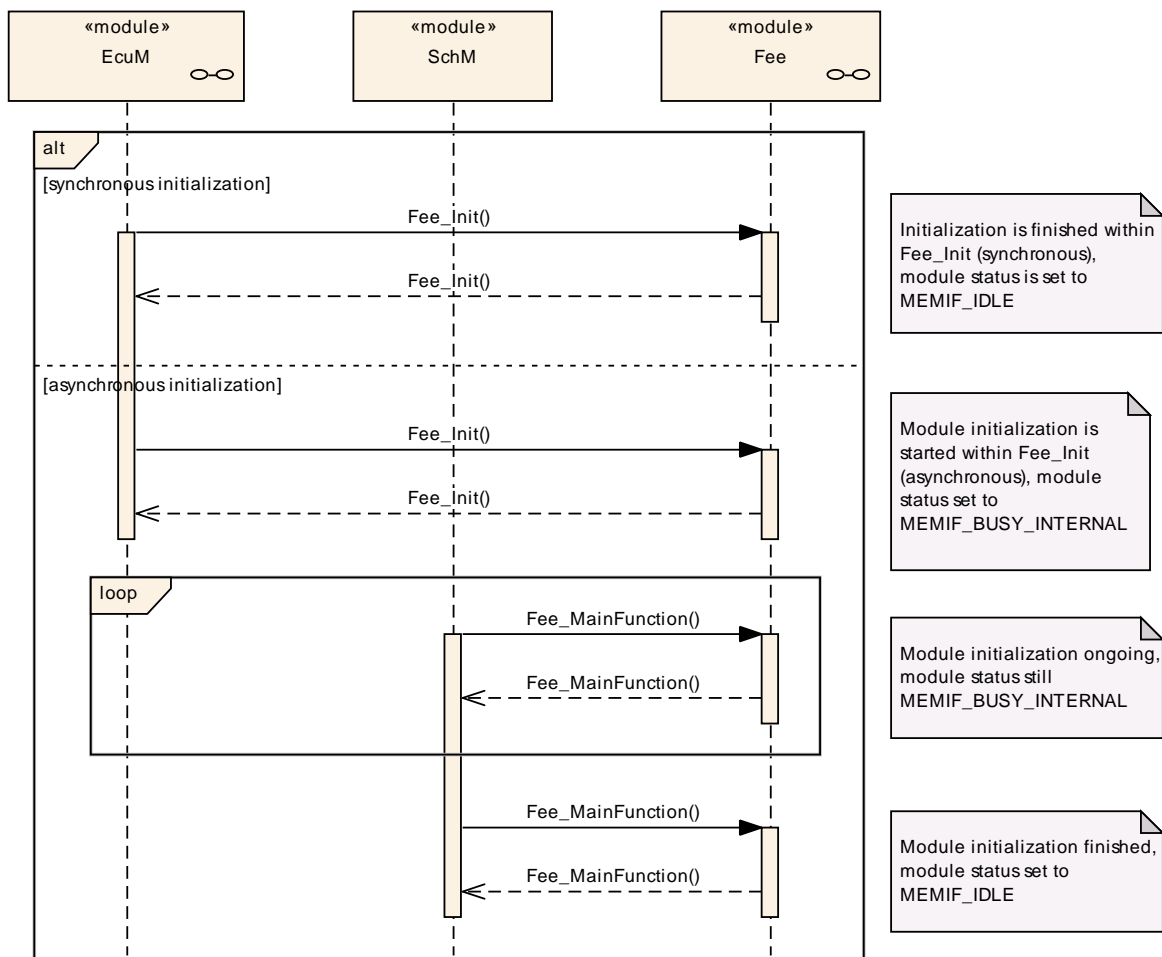 «module»
EcuM
«module»
SchM
«module»
Fee
alt
[synchronous initialization]
Fee_Init()
Fee_Init()
Initialization is finished within
Fee_Init (synchronous),
module status is set to
MEMIF_IDLE
[asynchronous initialization]
Fee_Init()
Fee_Init()
Module initialization is
started within Fee_Init
(asynchronous), module
status set to
MEMIF_BUSY_INTERNAL
loop
Fee_MainFunction()
Fee_MainFunction()
Module initialization ongoing,
module status still
MEMIF_BUSY_INTERNAL
Fee_MainFunction()
Fee_MainFunction()
Module initialization finished,
module status set to
MEMIF_IDLE